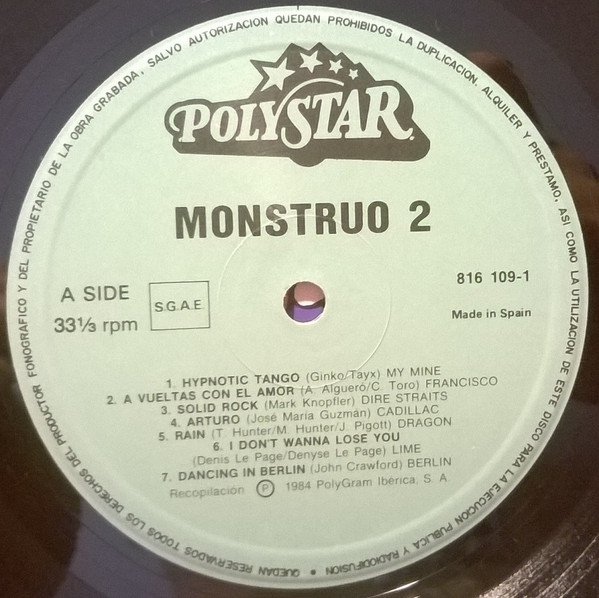 QUEDAN RESERVADOS TODOS LOS DERECHOS DEL PRODUCTOR FONOGRAFICO Y DEL PROPIETARIO DE LA OBRA GRABADA, SALVO AUTORIZACION QUEDAN PROHIBIDOS LA DUPLICACION, ALQUILER Y PRESTAMO, ASI COMO LA UTILIZACION DE ESTE DISCO PARA LA EJECUCION PUBLICA Y RADIODIFUSION
POLYSTAR
MONSTRUO 2
A SIDE
33⅓ rpm
S.G.A.E.
816 109-1
Made in Spain
1. HYPNOTIC TANGO (Ginko/Tayx) MY MINE
2. A VUELTAS CON EL AMOR (A. Algueró/C. Toro) FRANCISCO
3. SOLID ROCK (Mark Knopfler) DIRE STRAITS
4. ARTURO (José María Guzmán) CADILLAC
5. RAIN (T. Hunter/M. Hunter/J. Pigott) DRAGON
6. I DON'T WANNA LOSE YOU
(Denis Le Page/Denyse Le Page) LIME
7. DANCING IN BERLIN (John Crawford) BERLIN
Recopilación Ⓟ 1984 PolyGram Ibérica, S. A.